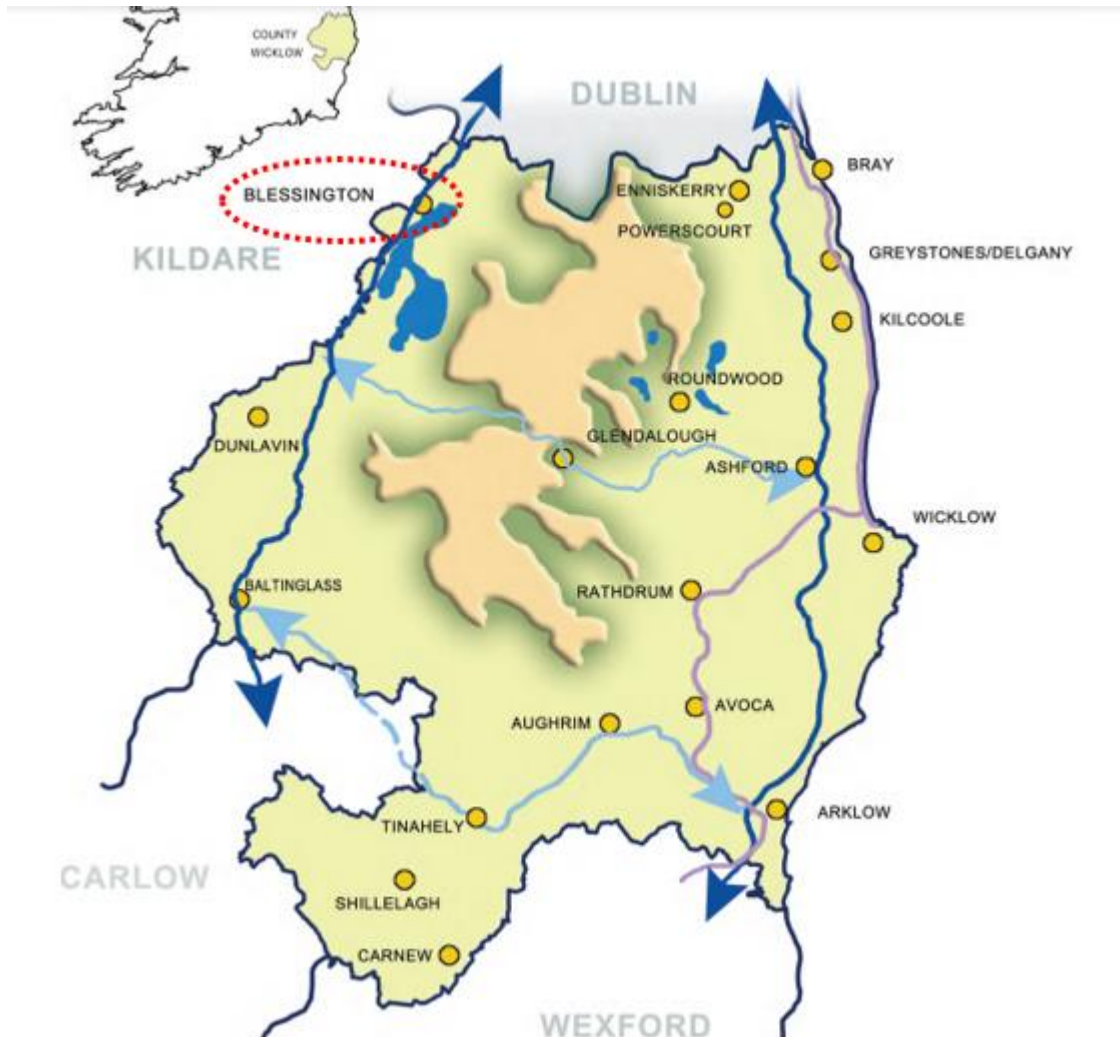 COUNTY
WICKLOW
DUBLIN
BRAY
ENNISKERRY
BLESSINGTON
POWERSCOURT
KILDARE
GREYSTONES/DELGANY
KILCOOLE
ROUNDWOOD
GLENDALOUGH
DUNLAVIN
ASHFORD
WICKLOW
BALTINGLASS
RATHDRUM
AVOCA
AUGHRIM
ARKLOW
TINAHELY
CARLOW
SHILLELAGH
CARNEW
WEXFORD